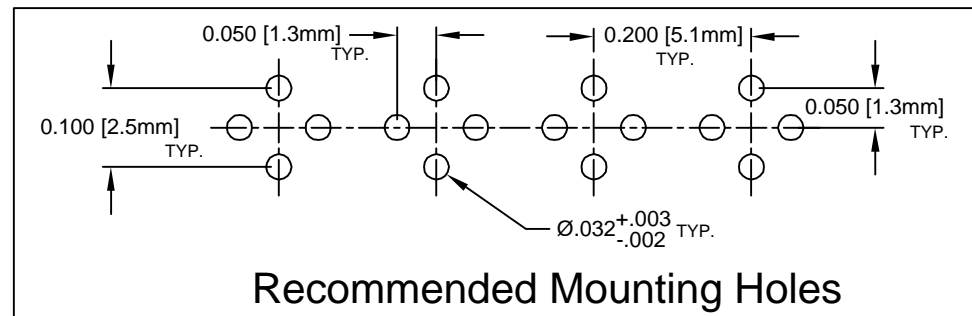 0.050 [1.3mm]
TYP.
0.200 [5.1mm]
TYP.
0.100 [2.5mm]
TYP.
0.050 [1.3mm]
TYP.
Ø.032+.003
-.002 TYP.
Recommended Mounting Holes